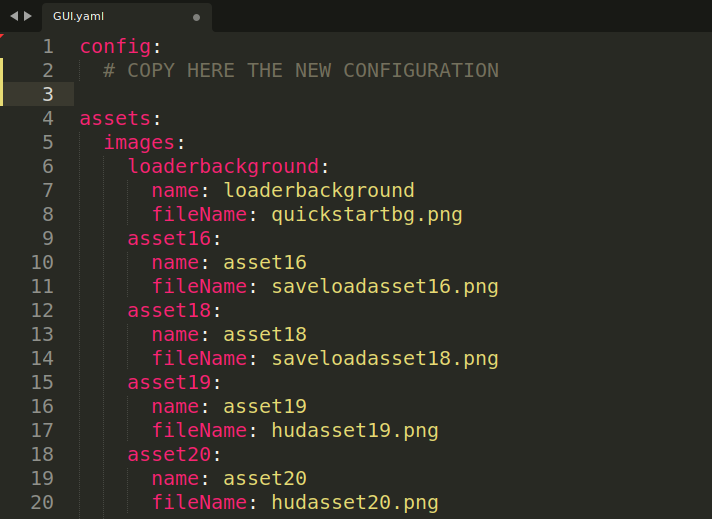 GUI.yaml
1 config:
2 # COPY HERE THE NEW CONFIGURATION
3
4 assets:
5 images:
6 loaderbackground:
7 name: loaderbackground
8 fileName: quickstartbg.png
9 asset16:
10 name: asset16
11 fileName: saveloadasset16.png
12 asset18:
13 name: asset18
14 fileName: saveloadasset18.png
15 asset19:
16 name: asset19
17 fileName: hudasset19.png
18 asset20:
19 name: asset20
20 fileName: hudasset20.png